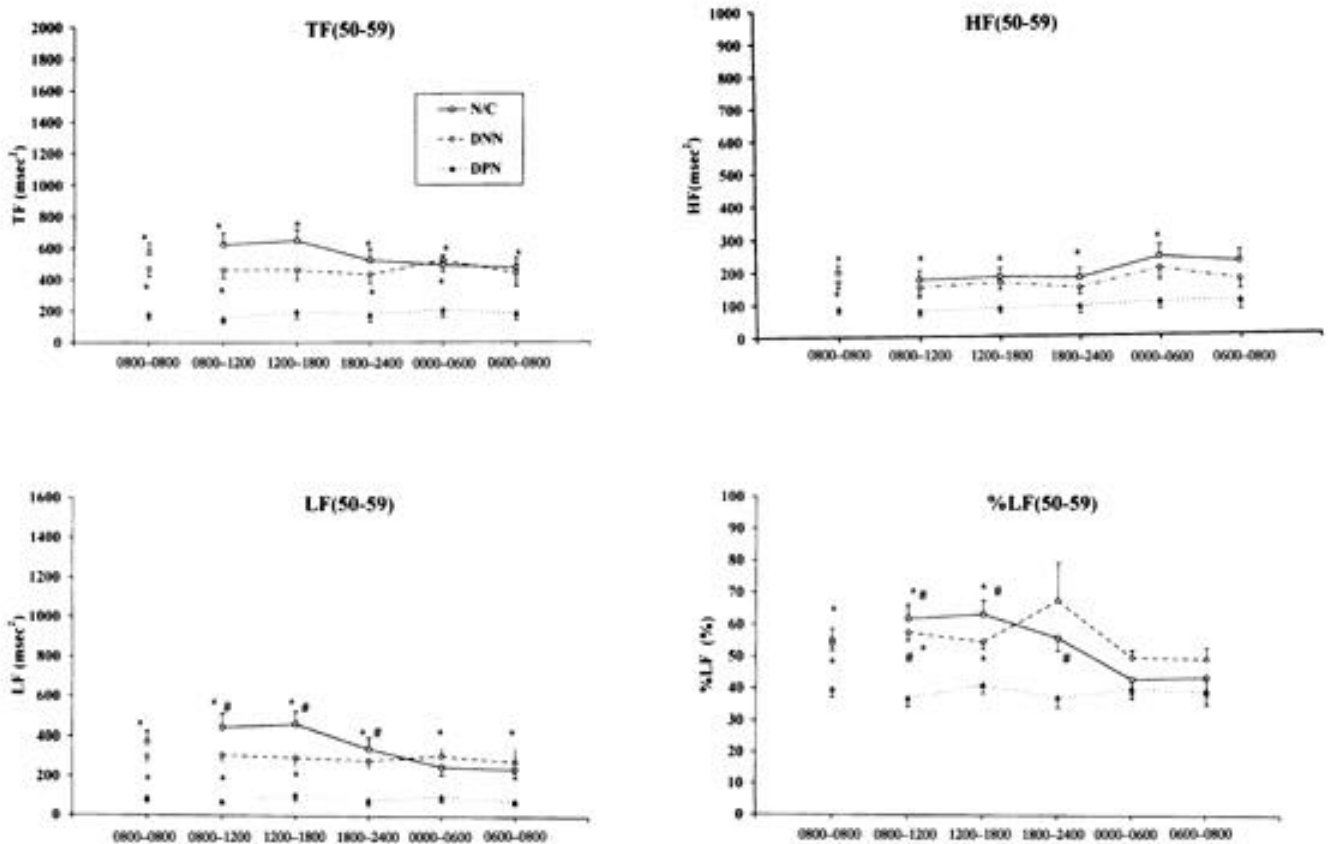 TF(50-59)
2000
1800
1600
1400
1200
1000
800
600
400
200
0
TF (msec²)
N/C
DNN
DPN
0800-0800 0800-1200 1200-1800 1800-2400 0000-0600 0600-0800
HF(50-59)
1000
900
800
700
600
500
400
300
200
100
0
HF(msec²)
0800-0800 0800-1200 1200-1800 1800-2400 0000-0600 0600-0800
LF(50-59)
1600
1400
1200
1000
800
600
400
200
0
LF (msec²)
* # * # * #
0800-0800 0800-1200 1200-1800 1800-2400 0000-0600 0600-0800
%LF(50-59)
100
90
80
70
60
50
40
30
20
10
0
%LF (%)
* # * #
# *
#
0800-0800 0800-1200 1200-1800 1800-2400 0000-0600 0600-0800